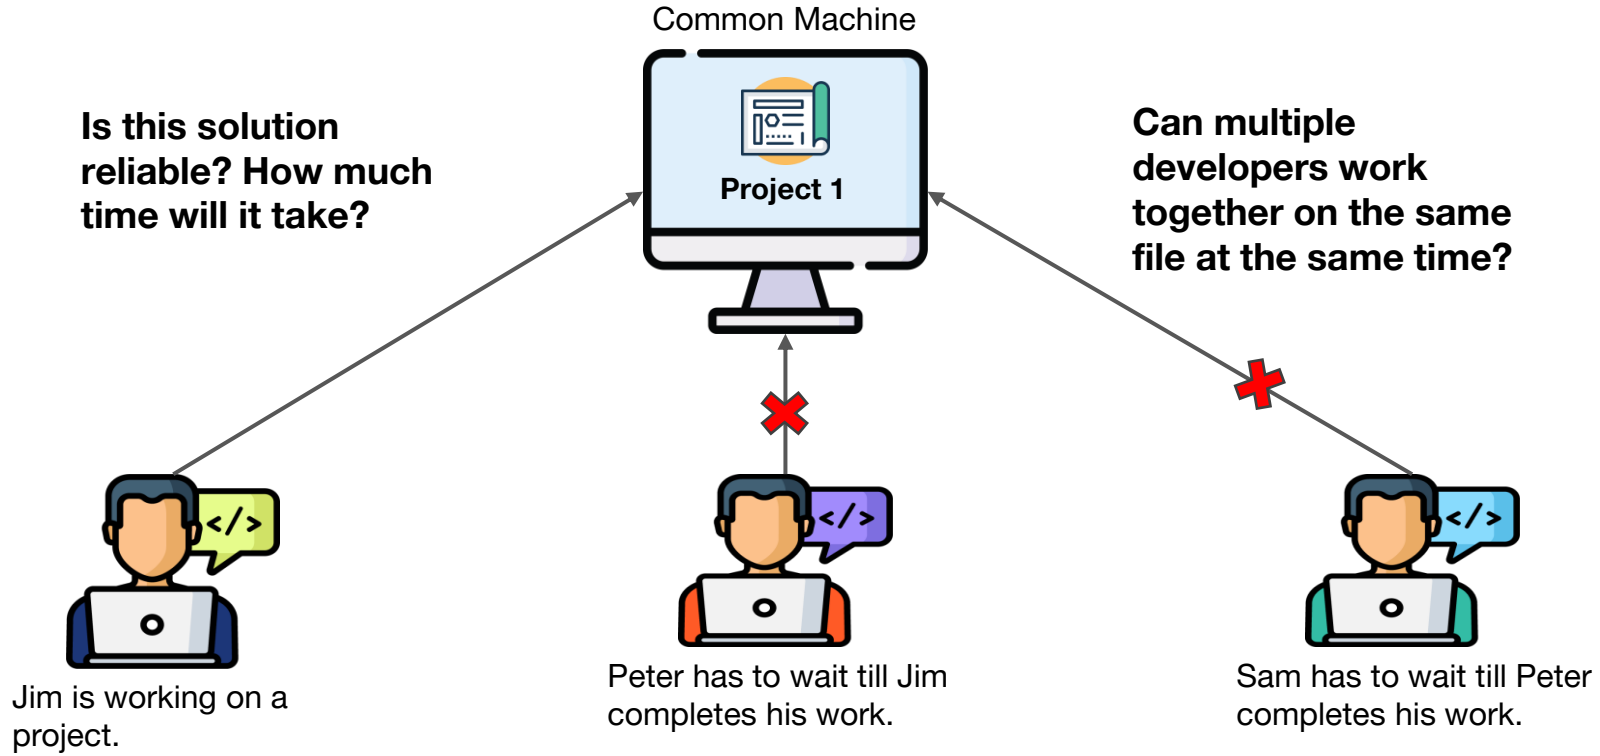 Common Machine
Is this solution
reliable? How much
time will it take?
Project 1
Can multiple
developers work
together on the same
file at the same time?
</>
</>
</>
Jim is working on a
project.
Peter has to wait till Jim
completes his work.
Sam has to wait till Peter
completes his work.